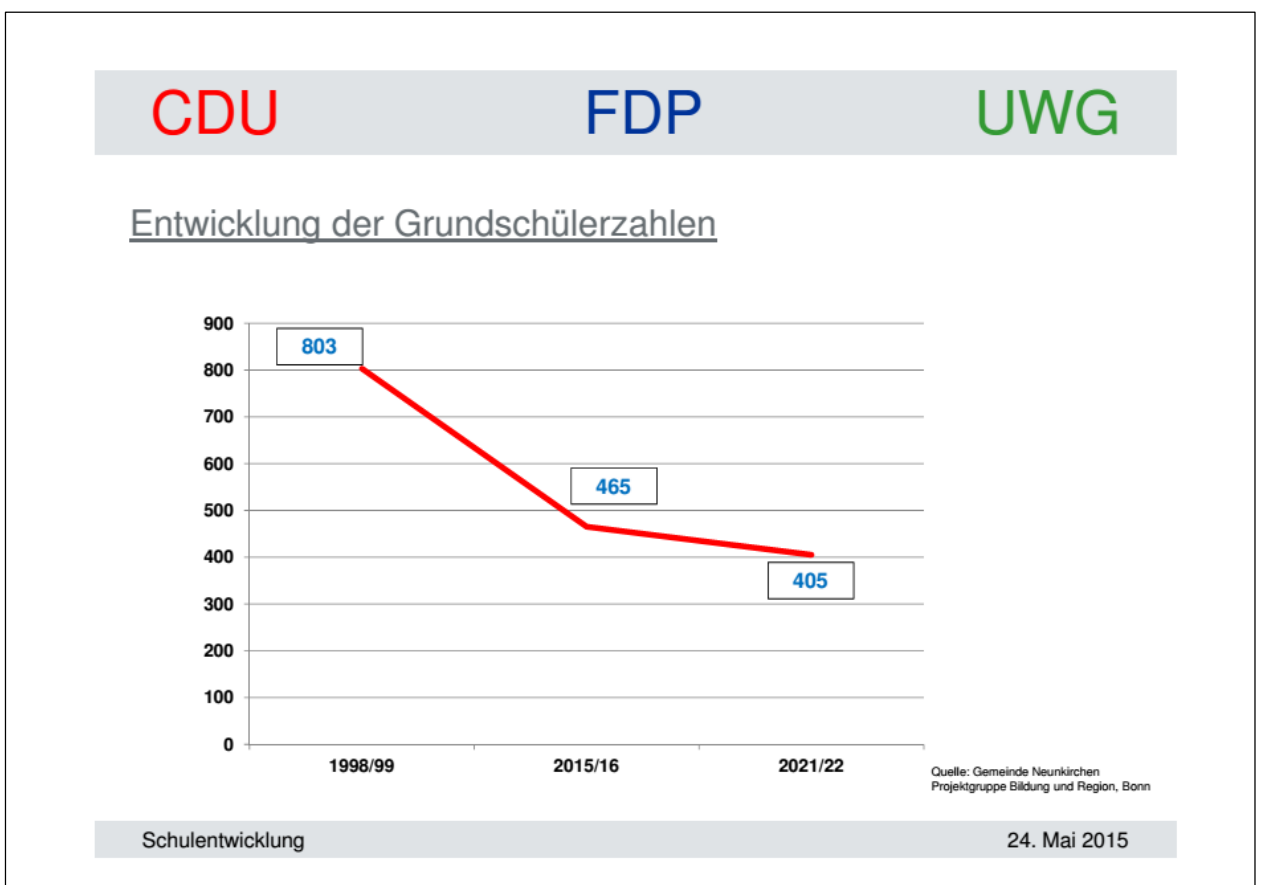 CDU FDP UWG
Entwicklung der Grundschülerzahlen
900
803
800
700
600
465
500
400
405
300
200
100
0
1998/99 2015/16 2021/22
Quelle: Gemeinde Neunkirchen
Projektgruppe Bildung und Region, Bonn
Schulentwicklung 24. Mai 2015